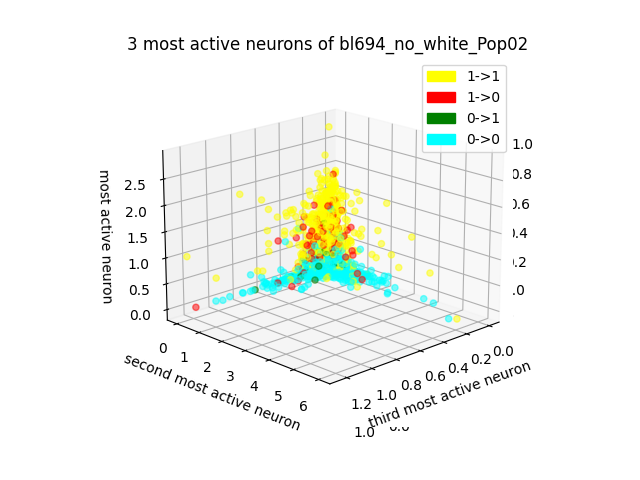 3 most active neurons of bl694_no_white_Pop02
1->1
1->0
0->1
0->0
1.0
0.8
0.6
0.4
0.2
0.0
most active neuron
2.5
2.0
1.5
1.0
0.5
0.0
0 1 2 3 4 5 6
second most active neuron
1.2 1.0 0.8 0.6 0.4 0.2 0.0
third most active neuron
1.0